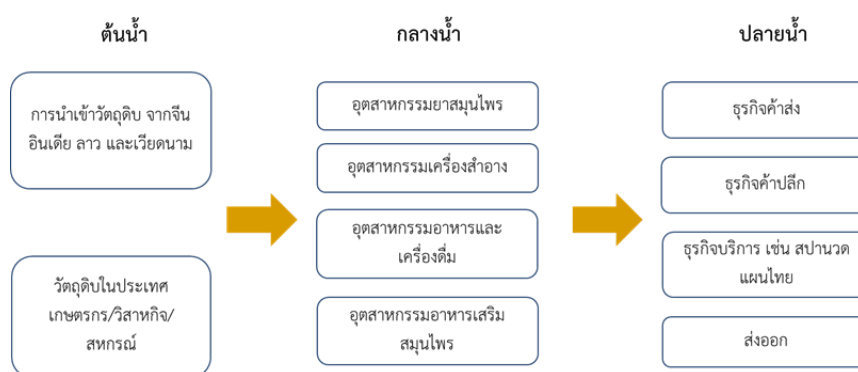 ต้นน้ำ
กลางน้ำ
ปลายน้ำ
การนำเข้าวัตถุดิบ จากจีน
อินเดีย ลาว และเวียดนาม
วัตถุดิบในประเทศ
เกษตรกร/วิสาหกิจ/
สหกรณ์
อุตสาหกรรมยาสมุนไพร
อุตสาหกรรมเครื่องสำอาง
อุตสาหกรรมอาหารและ
เครื่องดื่ม
อุตสาหกรรมอาหารเสริม
สมุนไพร
ธุรกิจค้าส่ง
ธุรกิจค้าปลีก
ธุรกิจบริการ เช่น สปานวด
แผนไทย
ส่งออก